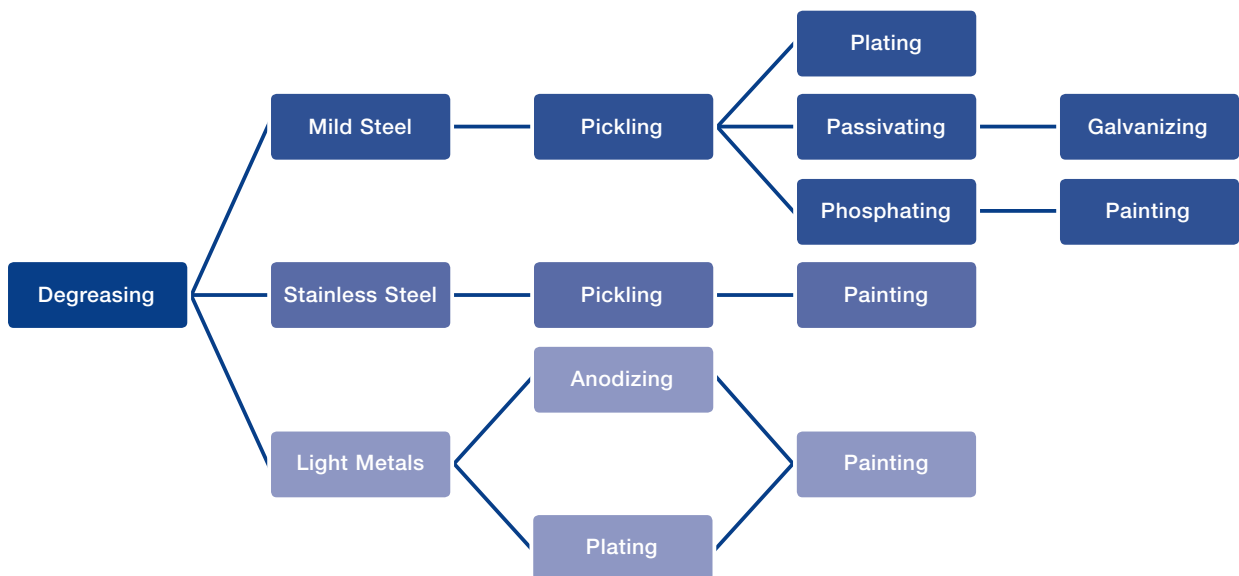 Plating
Mild Steel
Pickling
Passivating
Galvanizing
Phosphating
Painting
Degreasing
Stainless Steel
Pickling
Painting
Anodizing
Light Metals
Painting
Plating